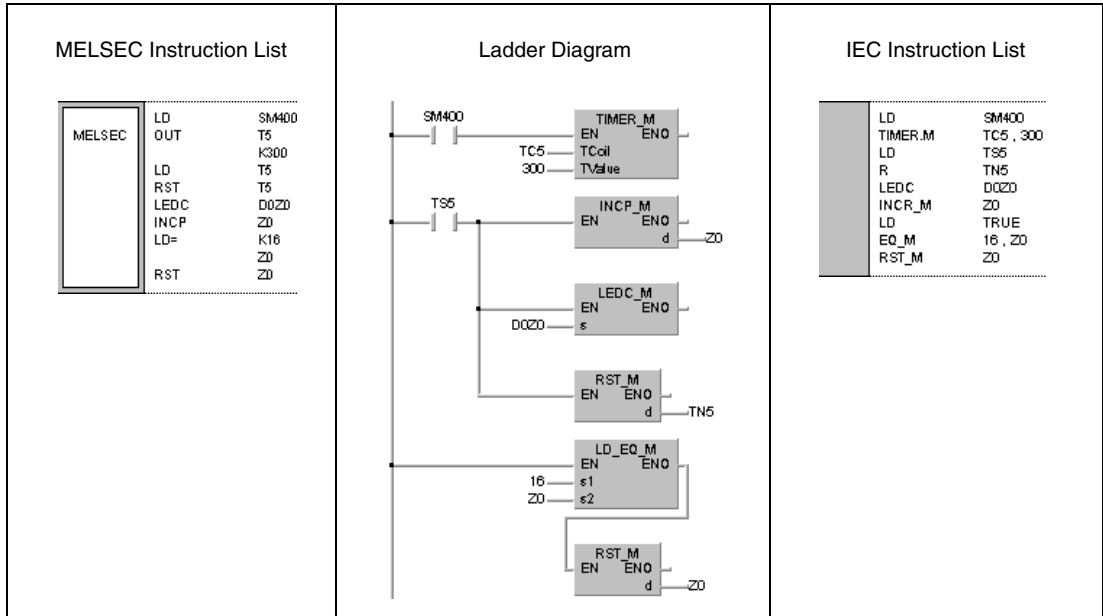 MELSEC Instruction List
MELSEC
LD SM400
OUT T5
K300
LD T5
RST T5
LEDC D0Z0
INCP Z0
LD= K16
Z0
RST Z0
Ladder Diagram
SM400
TIMER_M
EN ENO
TC5 TCoil
300 TValue
TS5
INCP_M
EN ENO
d Z0
LEDC_M
EN ENO
D0Z0 s
RST_M
EN ENO
d TN5
LD_EQ_M
EN ENO
16 s1
Z0 s2
RST_M
EN ENO
d Z0
IEC Instruction List
LD SM400
TIMER.M TC5 , 300
LD TS5
R TN5
LEDC D0Z0
INCR_M Z0
LD TRUE
EQ_M 16 , Z0
RST_M Z0